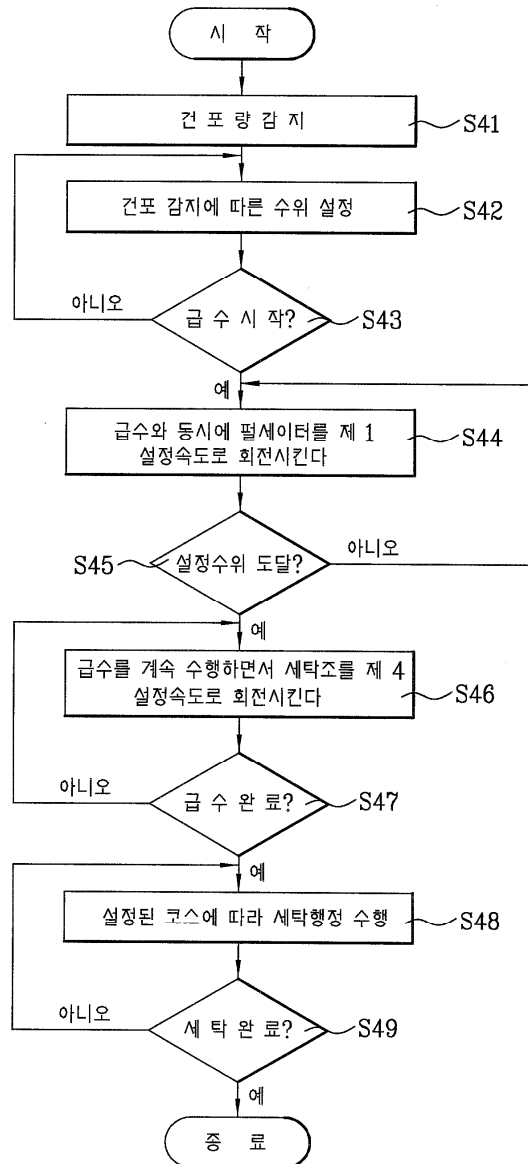 시 작
건 포 량 감 지
S41
건포 감지에 따른 수위 설정
S42
아니오
급 수 시 작?
S43
예
급수와 동시에 펄세이터를 제 1
설정속도로 회전시킨다
S44
S45
설정수위 도달?
아니오
예
급수를 계속 수행하면서 세탁조를 제 4
설정속도로 회전시킨다
S46
아니오
급 수 완 료?
S47
예
설정된 코스에 따라 세탁행정 수행
S48
아니오
세 탁 완 료?
S49
예
종 료